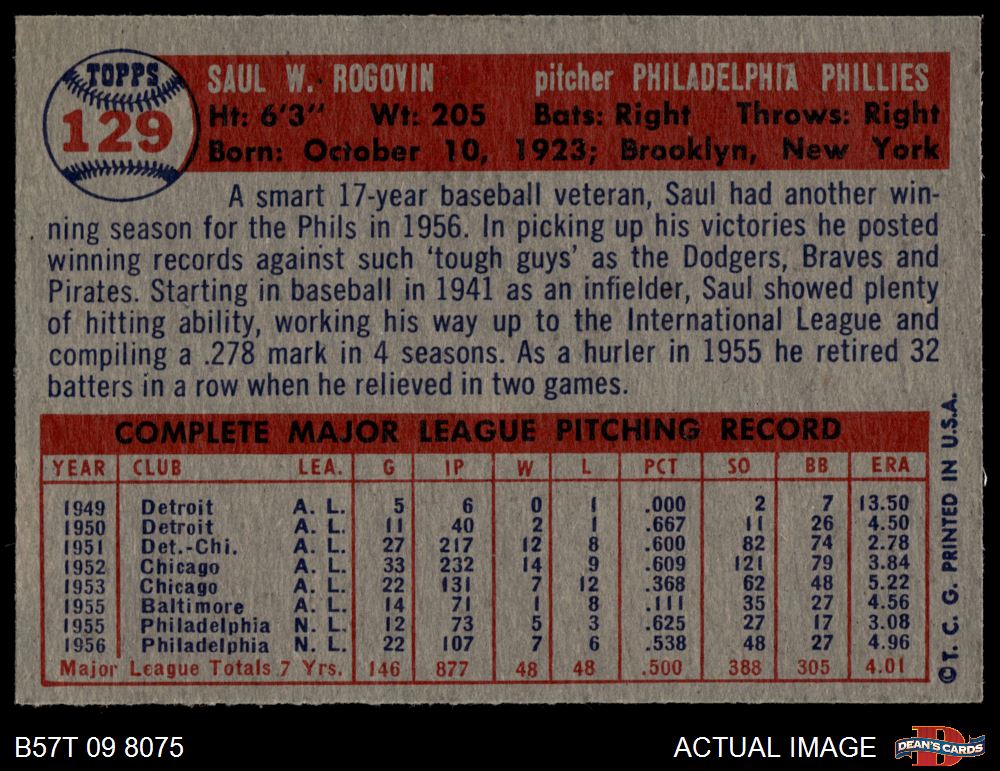 TOPPS
129
SAUL W. ROGOVIN pitcher PHILADELPHIA PHILLIES
Ht: 6'3" Wt: 205 Bats: Right Throws: Right
Born: October 10, 1923; Brooklyn, New York
A smart 17-year baseball veteran, Saul had another win-
ning season for the Phils in 1956. In picking up his victories he posted
winning records against such 'tough guys' as the Dodgers, Braves and
Pirates. Starting in baseball in 1941 as an infielder, Saul showed plenty
of hitting ability, working his way up to the International League and
compiling a .278 mark in 4 seasons. As a hurler in 1955 he retired 32
batters in a row when he relieved in two games.
COMPLETE MAJOR LEAGUE PITCHING RECORD
YEAR CLUB LEA. G IP W L PCT SO BB ERA
1949 Detroit A. L. 5 6 0 1 .000 2 7 13.50
1950 Detroit A. L. 11 40 2 1 .667 11 26 4.50
1951 Det.-Chi. A. L. 27 217 12 8 .600 82 74 2.78
1952 Chicago A. L. 33 232 14 9 .609 121 79 3.84
1953 Chicago A. L. 22 131 7 12 .368 62 48 5.22
1955 Baltimore A. L. 14 71 1 8 .111 35 27 4.56
1955 Philadelphia N. L. 12 73 5 3 .625 27 17 3.08
1956 Philadelphia N. L. 22 107 7 6 .538 48 27 4.96
Major League Totals 7 Yrs. 146 877 48 48 .500 388 305 4.01
©T. C. G. PRINTED IN U.S.A.
B57T 09 8075
ACTUAL IMAGE
DEAN'S CARDS